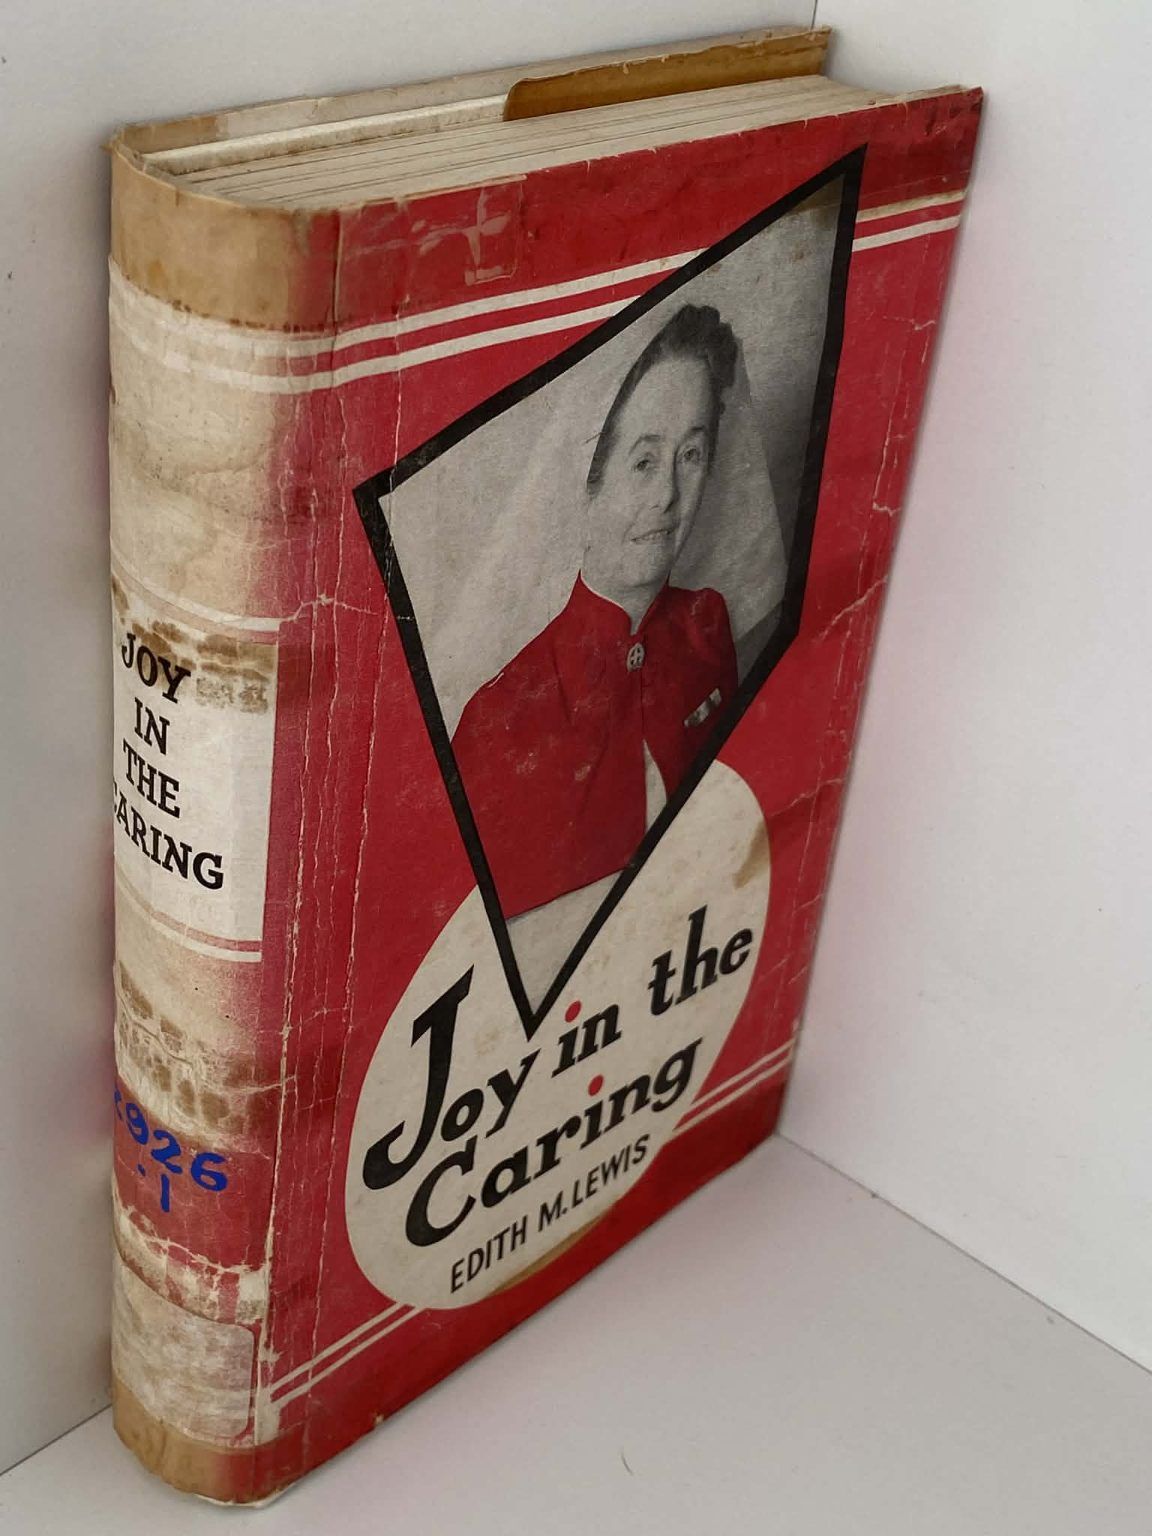 JOY
IN
THE
CARING
926
.1
Joy in the
Caring
EDITH M. LEWIS